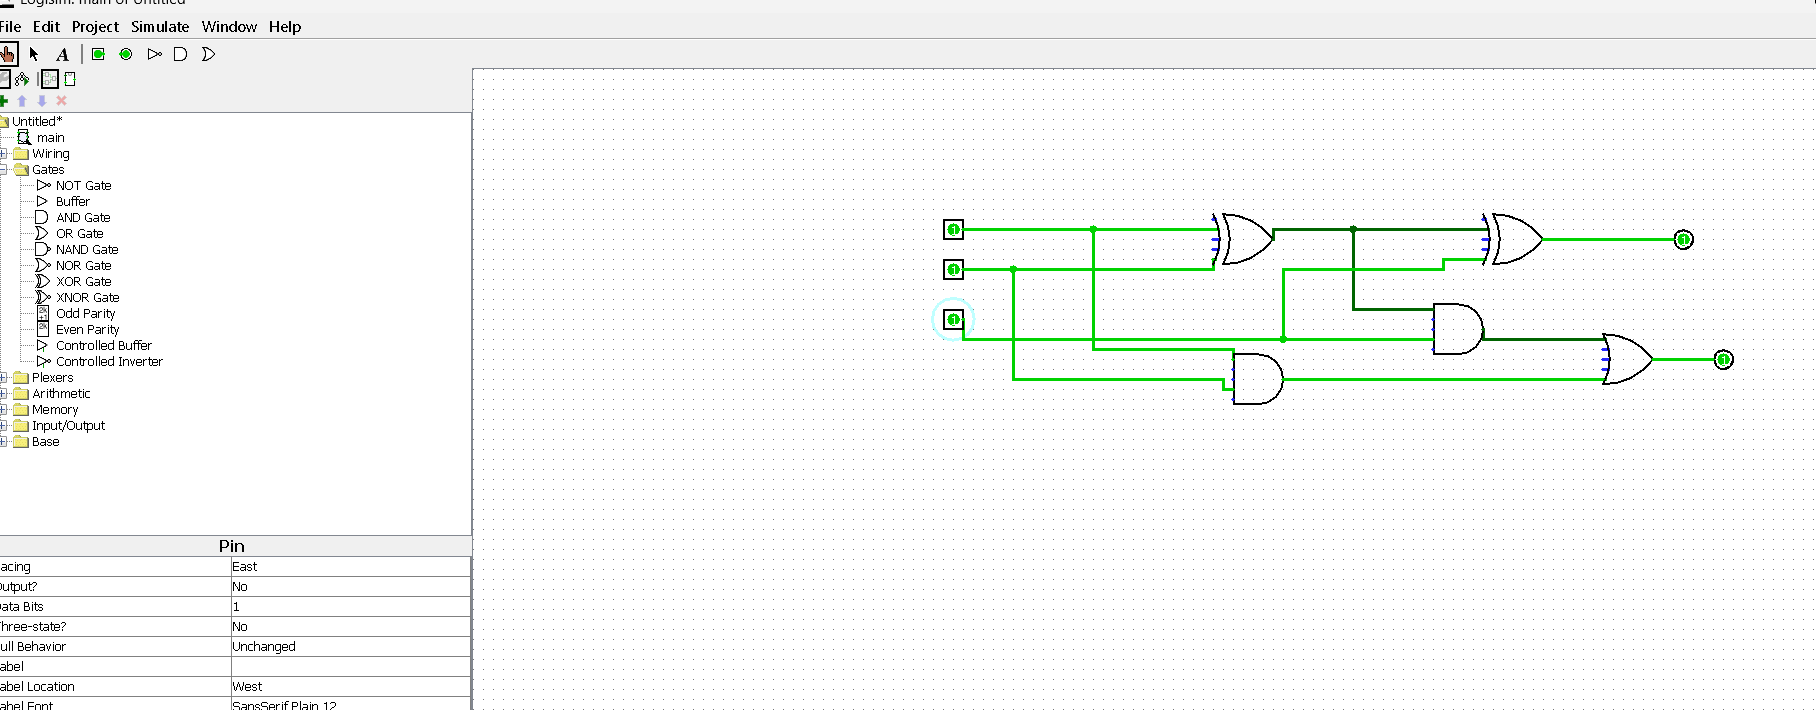 Logisim: main of Untitled
File Edit Project Simulate Window Help
A
Untitled*
main
Wiring
Gates
NOT Gate
Buffer
AND Gate
OR Gate
NAND Gate
NOR Gate
XOR Gate
XNOR Gate
Odd Parity
Even Parity
Controlled Buffer
Controlled Inverter
Plexers
Arithmetic
Memory
Input/Output
Base
Pin
acing East
Output? No
Data Bits 1
Three-state? No
ull Behavior Unchanged
abel
abel Location West
abel Font SansSerif Plain 12
1
1
1
1
1